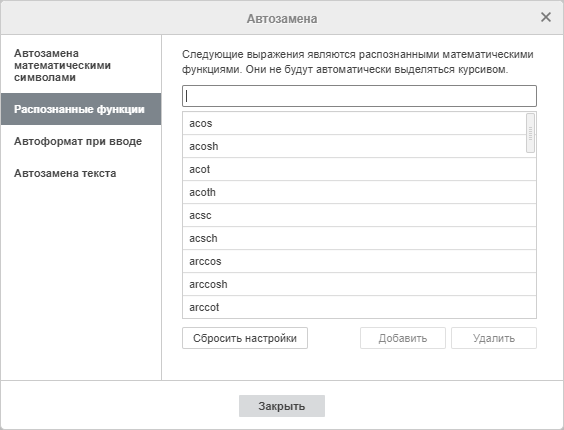 Автозамена
Автозамена
математическими
символами
Распознанные функции
Автоформат при вводе
Автозамена текста
Следующие выражения являются распознанными математическими
функциями. Они не будут автоматически выделяться курсивом.
acos
acosh
acot
acoth
acsc
acsch
arccos
arccosh
arccot
Сбросить настройки
Добавить
Удалить
Закрыть